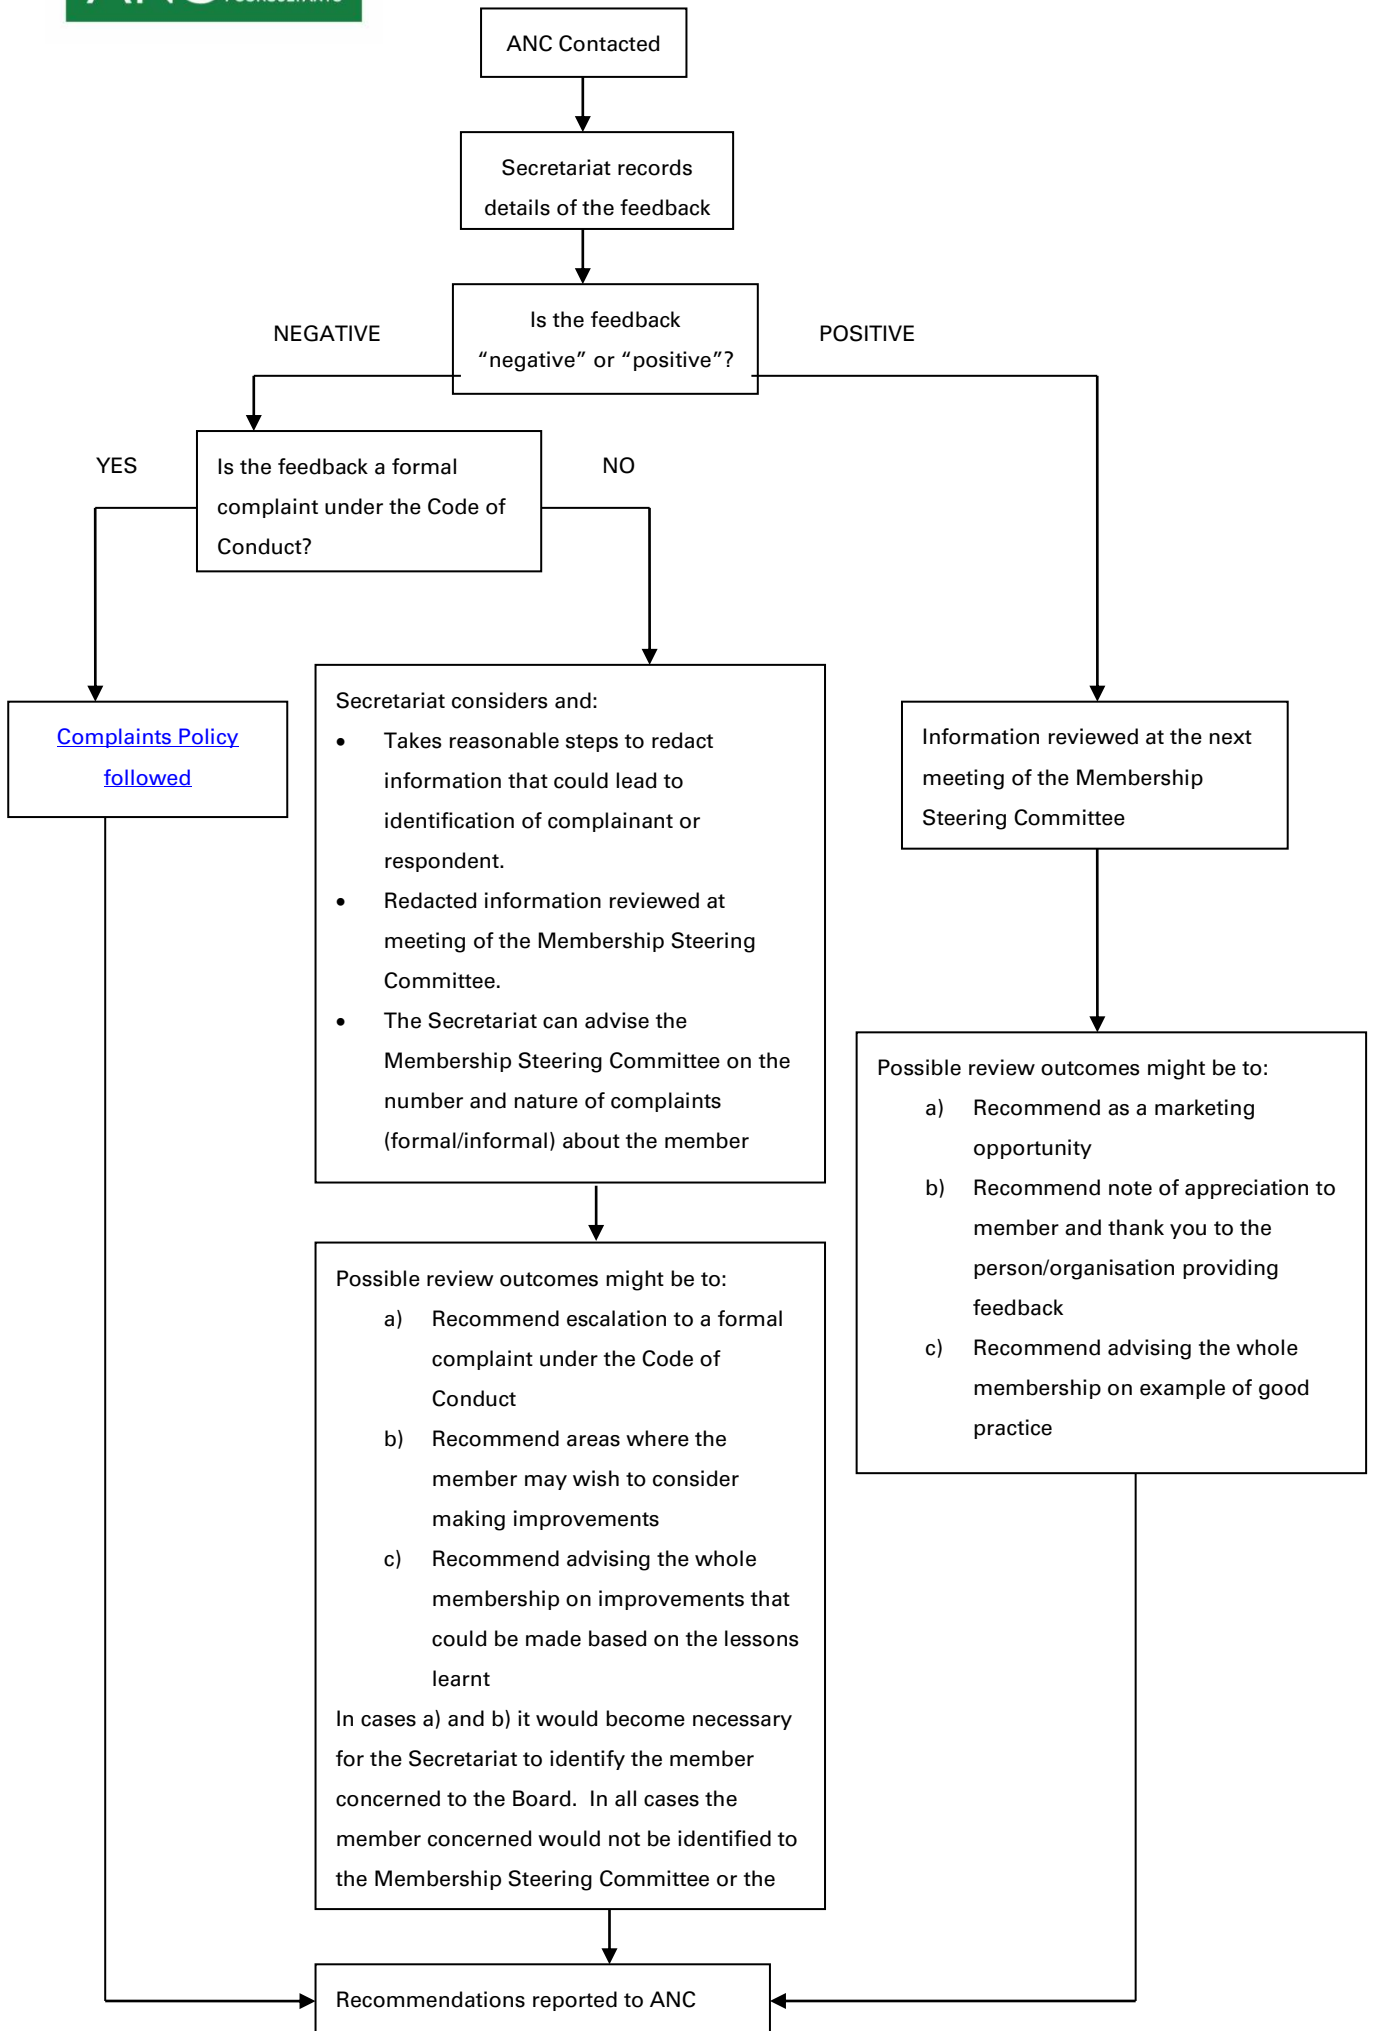 ANC Contacted
Secretariat records
details of the feedback
Is the feedback
“negative” or “positive”?
NEGATIVE
POSITIVE
YES
Is the feedback a formal
complaint under the Code of
Conduct?
NO
Complaints Policy
followed
Secretariat considers and:
• Takes reasonable steps to redact
information that could lead to
identification of complainant or
respondent.
• Redacted information reviewed at
meeting of the Membership Steering
Committee.
• The Secretariat can advise the
Membership Steering Committee on the
number and nature of complaints
(formal/informal) about the member
Information reviewed at the next
meeting of the Membership
Steering Committee
Possible review outcomes might be to:
a) Recommend as a marketing
opportunity
b) Recommend note of appreciation to
member and thank you to the
person/organisation providing
feedback
c) Recommend advising the whole
membership on example of good
practice
Possible review outcomes might be to:
a) Recommend escalation to a formal
complaint under the Code of
Conduct
b) Recommend areas where the
member may wish to consider
making improvements
c) Recommend advising the whole
membership on improvements that
could be made based on the lessons
learnt
In cases a) and b) it would become necessary
for the Secretariat to identify the member
concerned to the Board.  In all cases the
member concerned would not be identified to
the Membership Steering Committee or the
Recommendations reported to ANC